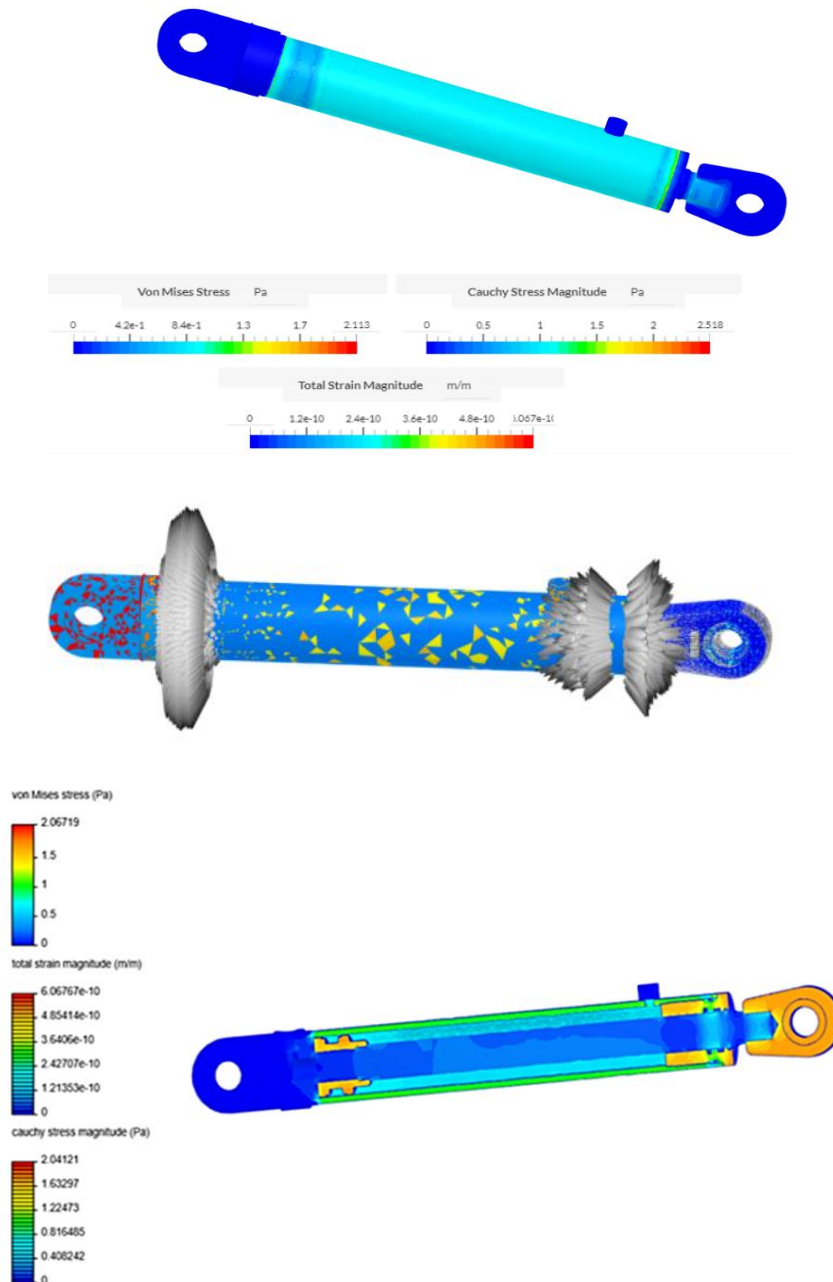 Von Mises Stress Pa
0 4.2e-1 8.4e-1 1.3 1.7 2.113
Cauchy Stress Magnitude Pa
0 0.5 1 1.5 2 2.518
Total Strain Magnitude m/m
0 1.2e-10 2.4e-10 3.6e-10 4.8e-10
von Mises stress (Pa)
2.06719
1.5
1
0.5
0
total strain magnitude (m/m)
6.06767e-10
4.85414e-10
3.6406e-10
2.42707e-10
1.21353e-10
0
cauchy stress magnitude (Pa)
2.04121
1.63297
1.22473
0.816485
0.408242
0